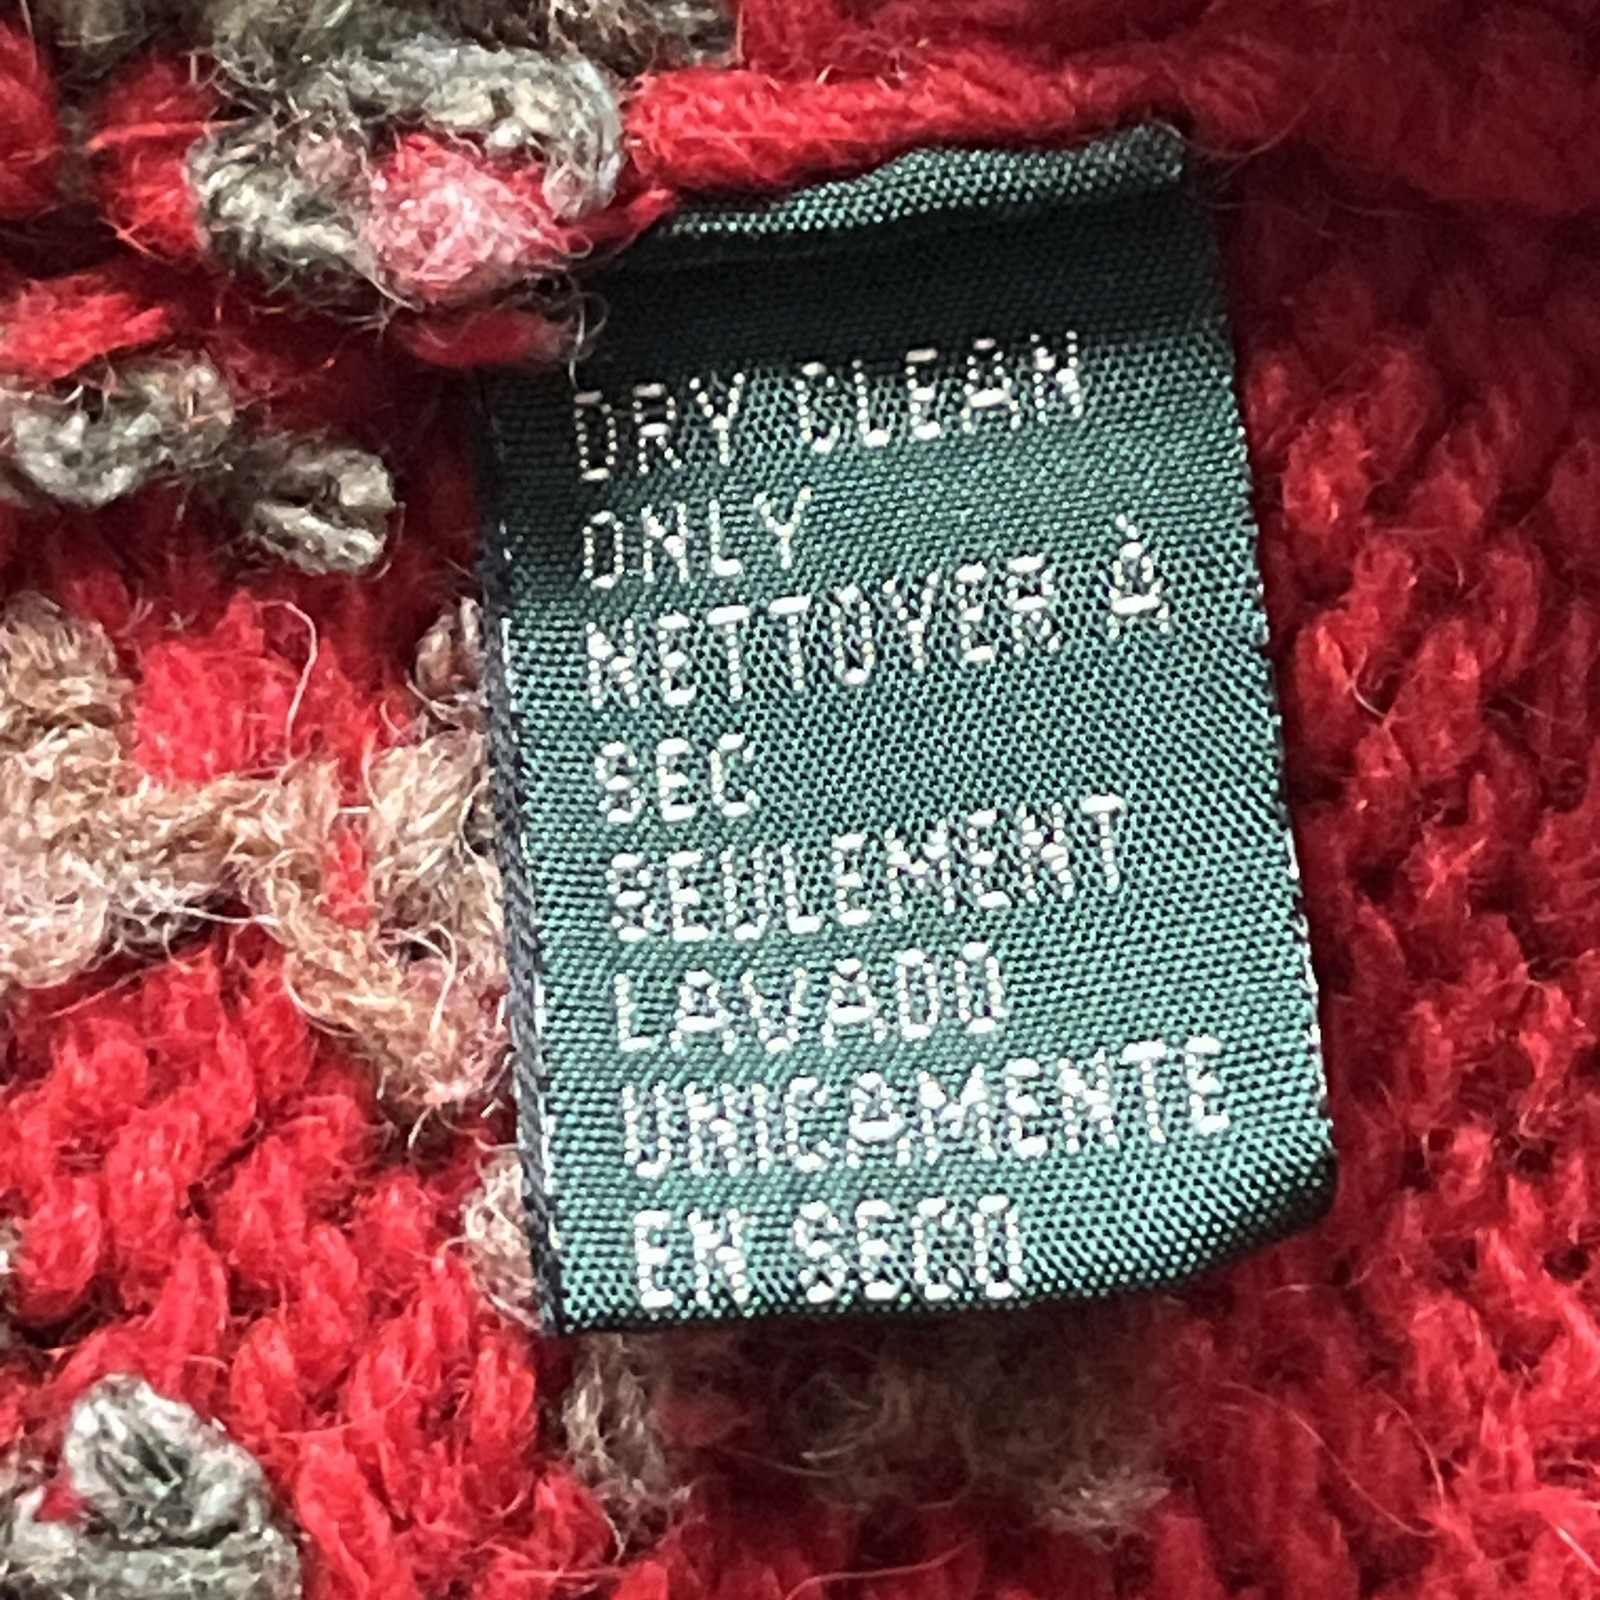 DRY CLEAN
ONLY
NETTOYER À
SEC
SEULEMENT
LAVADO
UNICAMENTE
EN SECO